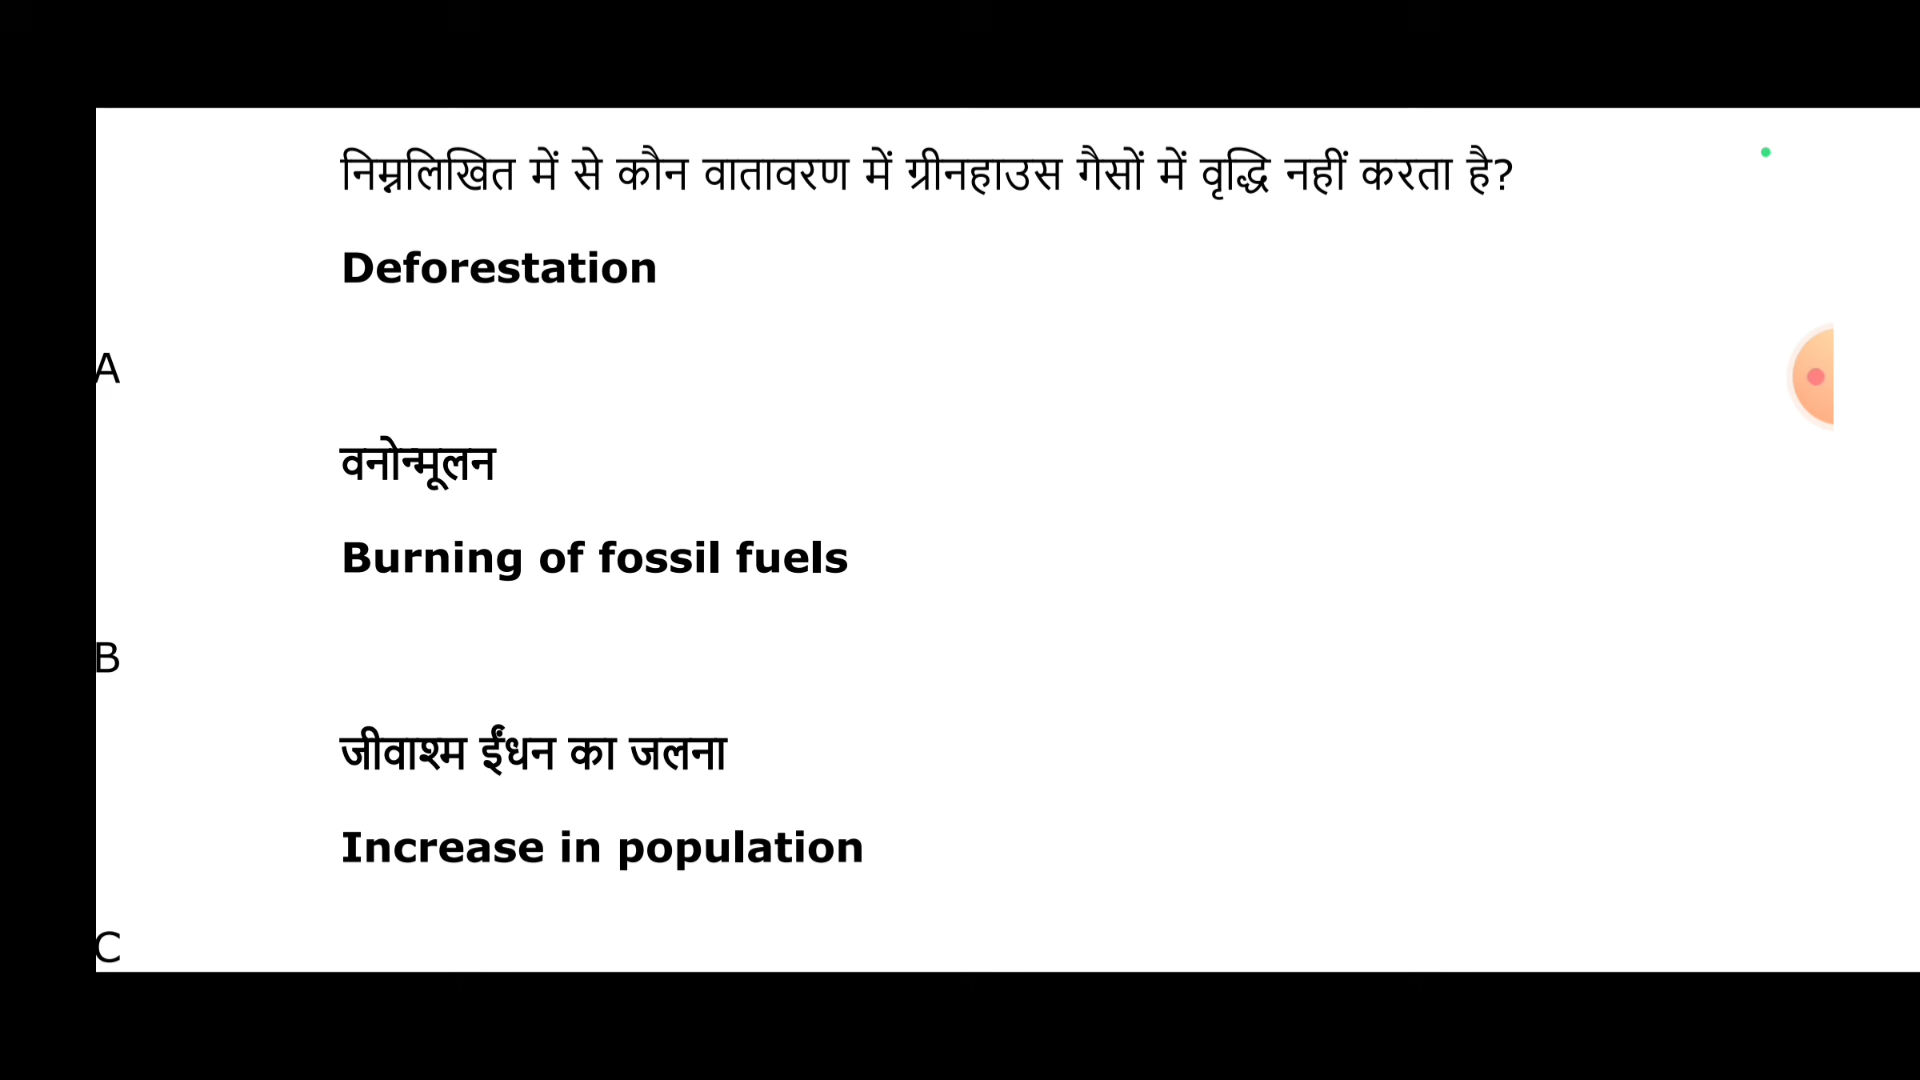 निम्नलिखित में से कौन वातावरण में ग्रीनहाउस गैसों में वृद्धि नहीं करता है?
Deforestation
A
वनोन्मूलन
Burning of fossil fuels
B
जीवाश्म ईंधन का जलना
Increase in population
C